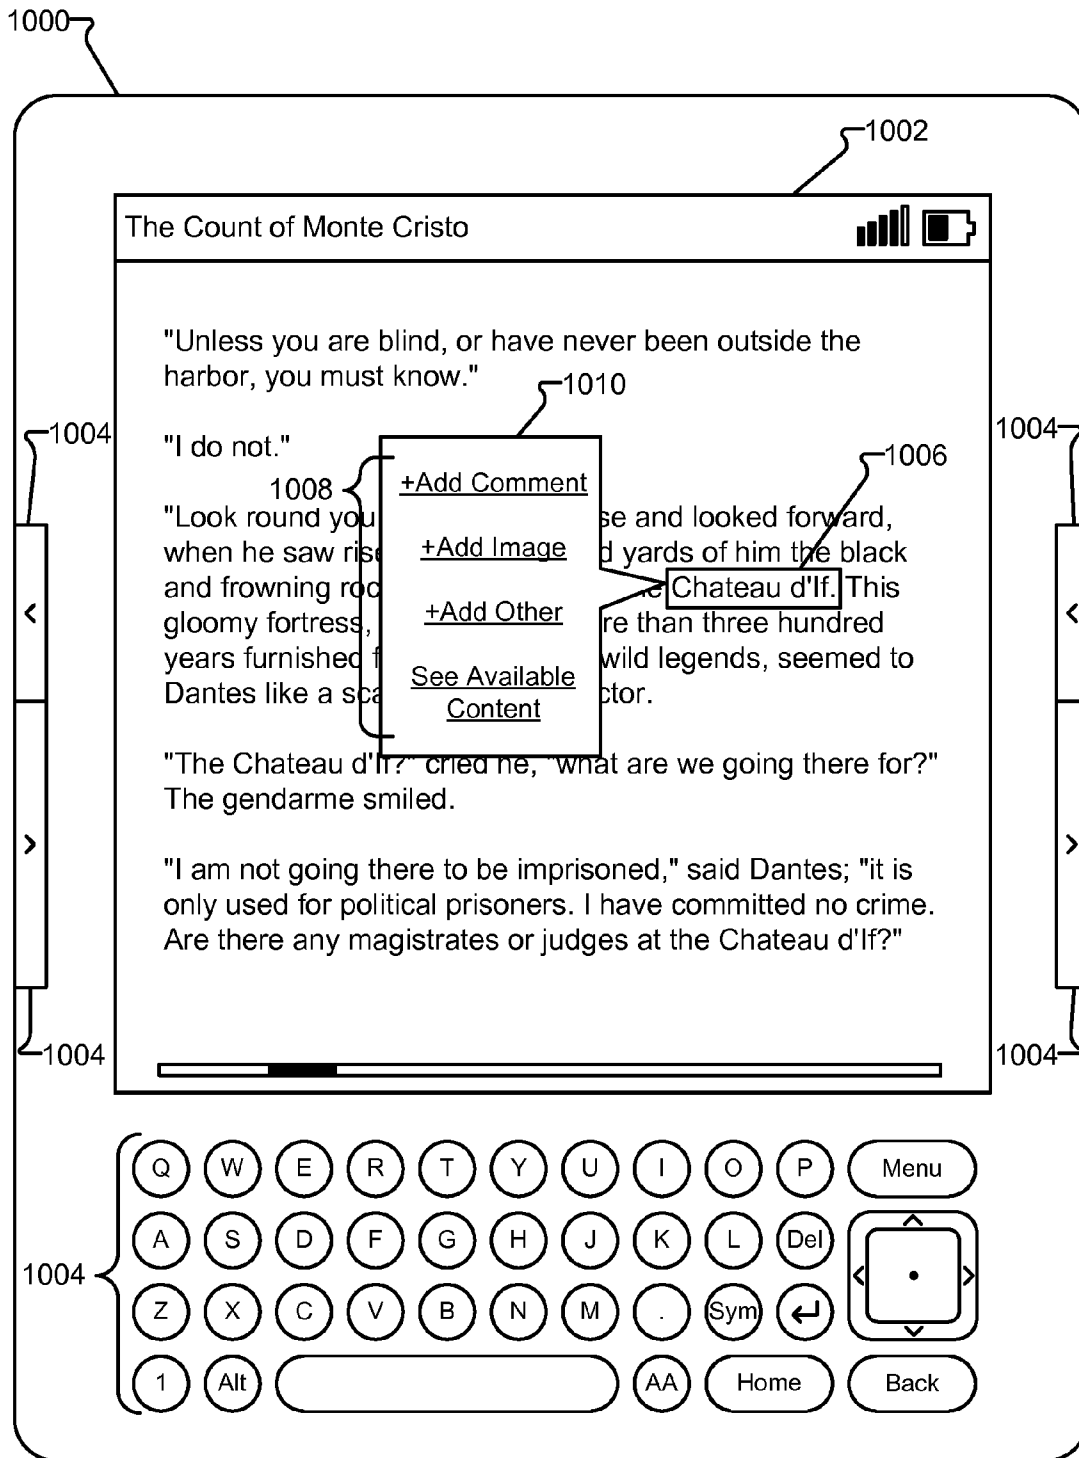 1000
1002
The Count of Monte Cristo
"Unless you are blind, or have never been outside the
harbor, you must know."
1010
1004
1004
"I do not."
1006
1008
+Add Comment
"Look round you se and looked forward,
+Add Image
when he saw rise d yards of him the black
and frowning roc Chateau d'If. This
+Add Other
gloomy fortress, re than three hundred
years furnished wild legends, seemed to
See Available
Dantes like a sca ctor.
Content
"The Chateau d'If?" cried he, "what are we going there for?"
The gendarme smiled.
"I am not going there to be imprisoned," said Dantes; "it is
only used for political prisoners. I have committed no crime.
Are there any magistrates or judges at the Chateau d'If?"
1004
1004
Q W E R T Y U I O P Menu
A S D F G H J K L Del
1004
Z X C V B N M . Sym
1 Alt AA Home Back